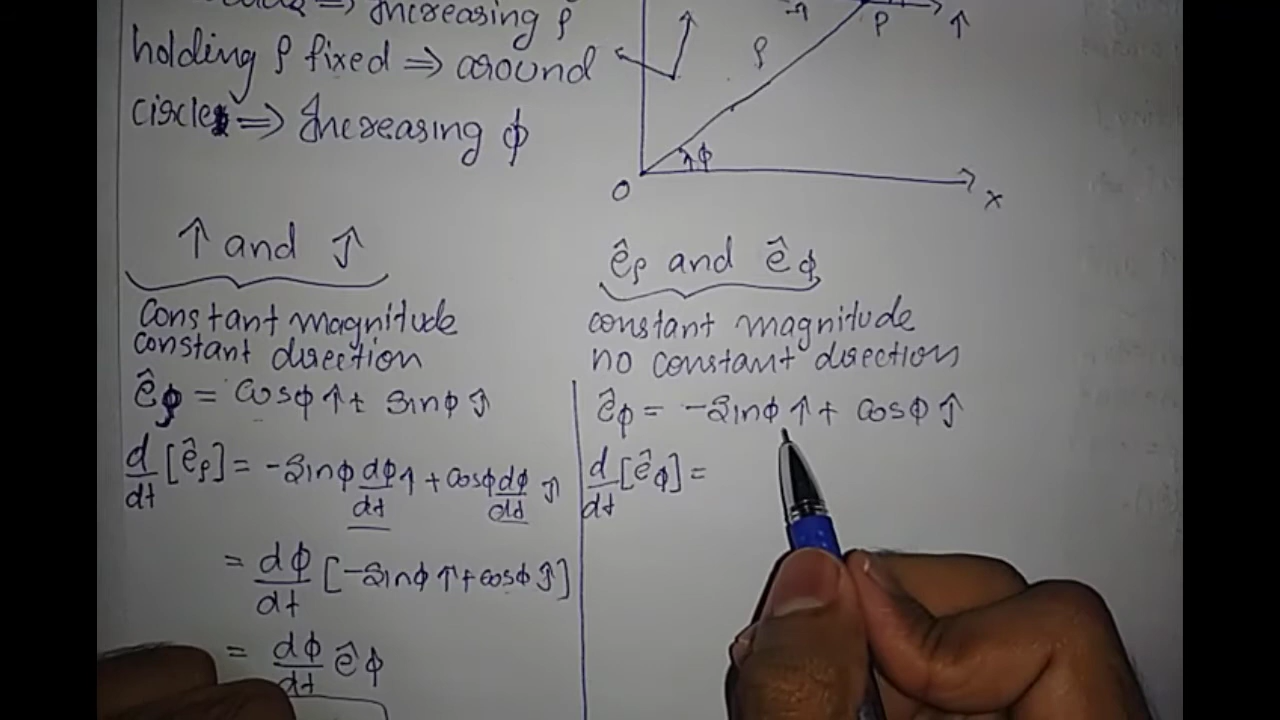 ⇒ Increasing ρ
holding ρ fixed ⇒ around
circle ⇒ Increasing ϕ
ρ
P
î
ϕ
O
x
î and ĵ
constant magnitude
constant direction
ê_ρ = cosϕ î + sinϕ ĵ
d/dt [ê_ρ] = -sinϕ dϕ/dt î + cosϕ dϕ/dt ĵ
= dϕ/dt [-sinϕ î + cosϕ ĵ]
= dϕ/dt ê_ϕ
ê_ρ and ê_ϕ
constant magnitude
no constant direction
ê_ϕ = -sinϕ î + cosϕ ĵ
d/dt [ê_ϕ] =